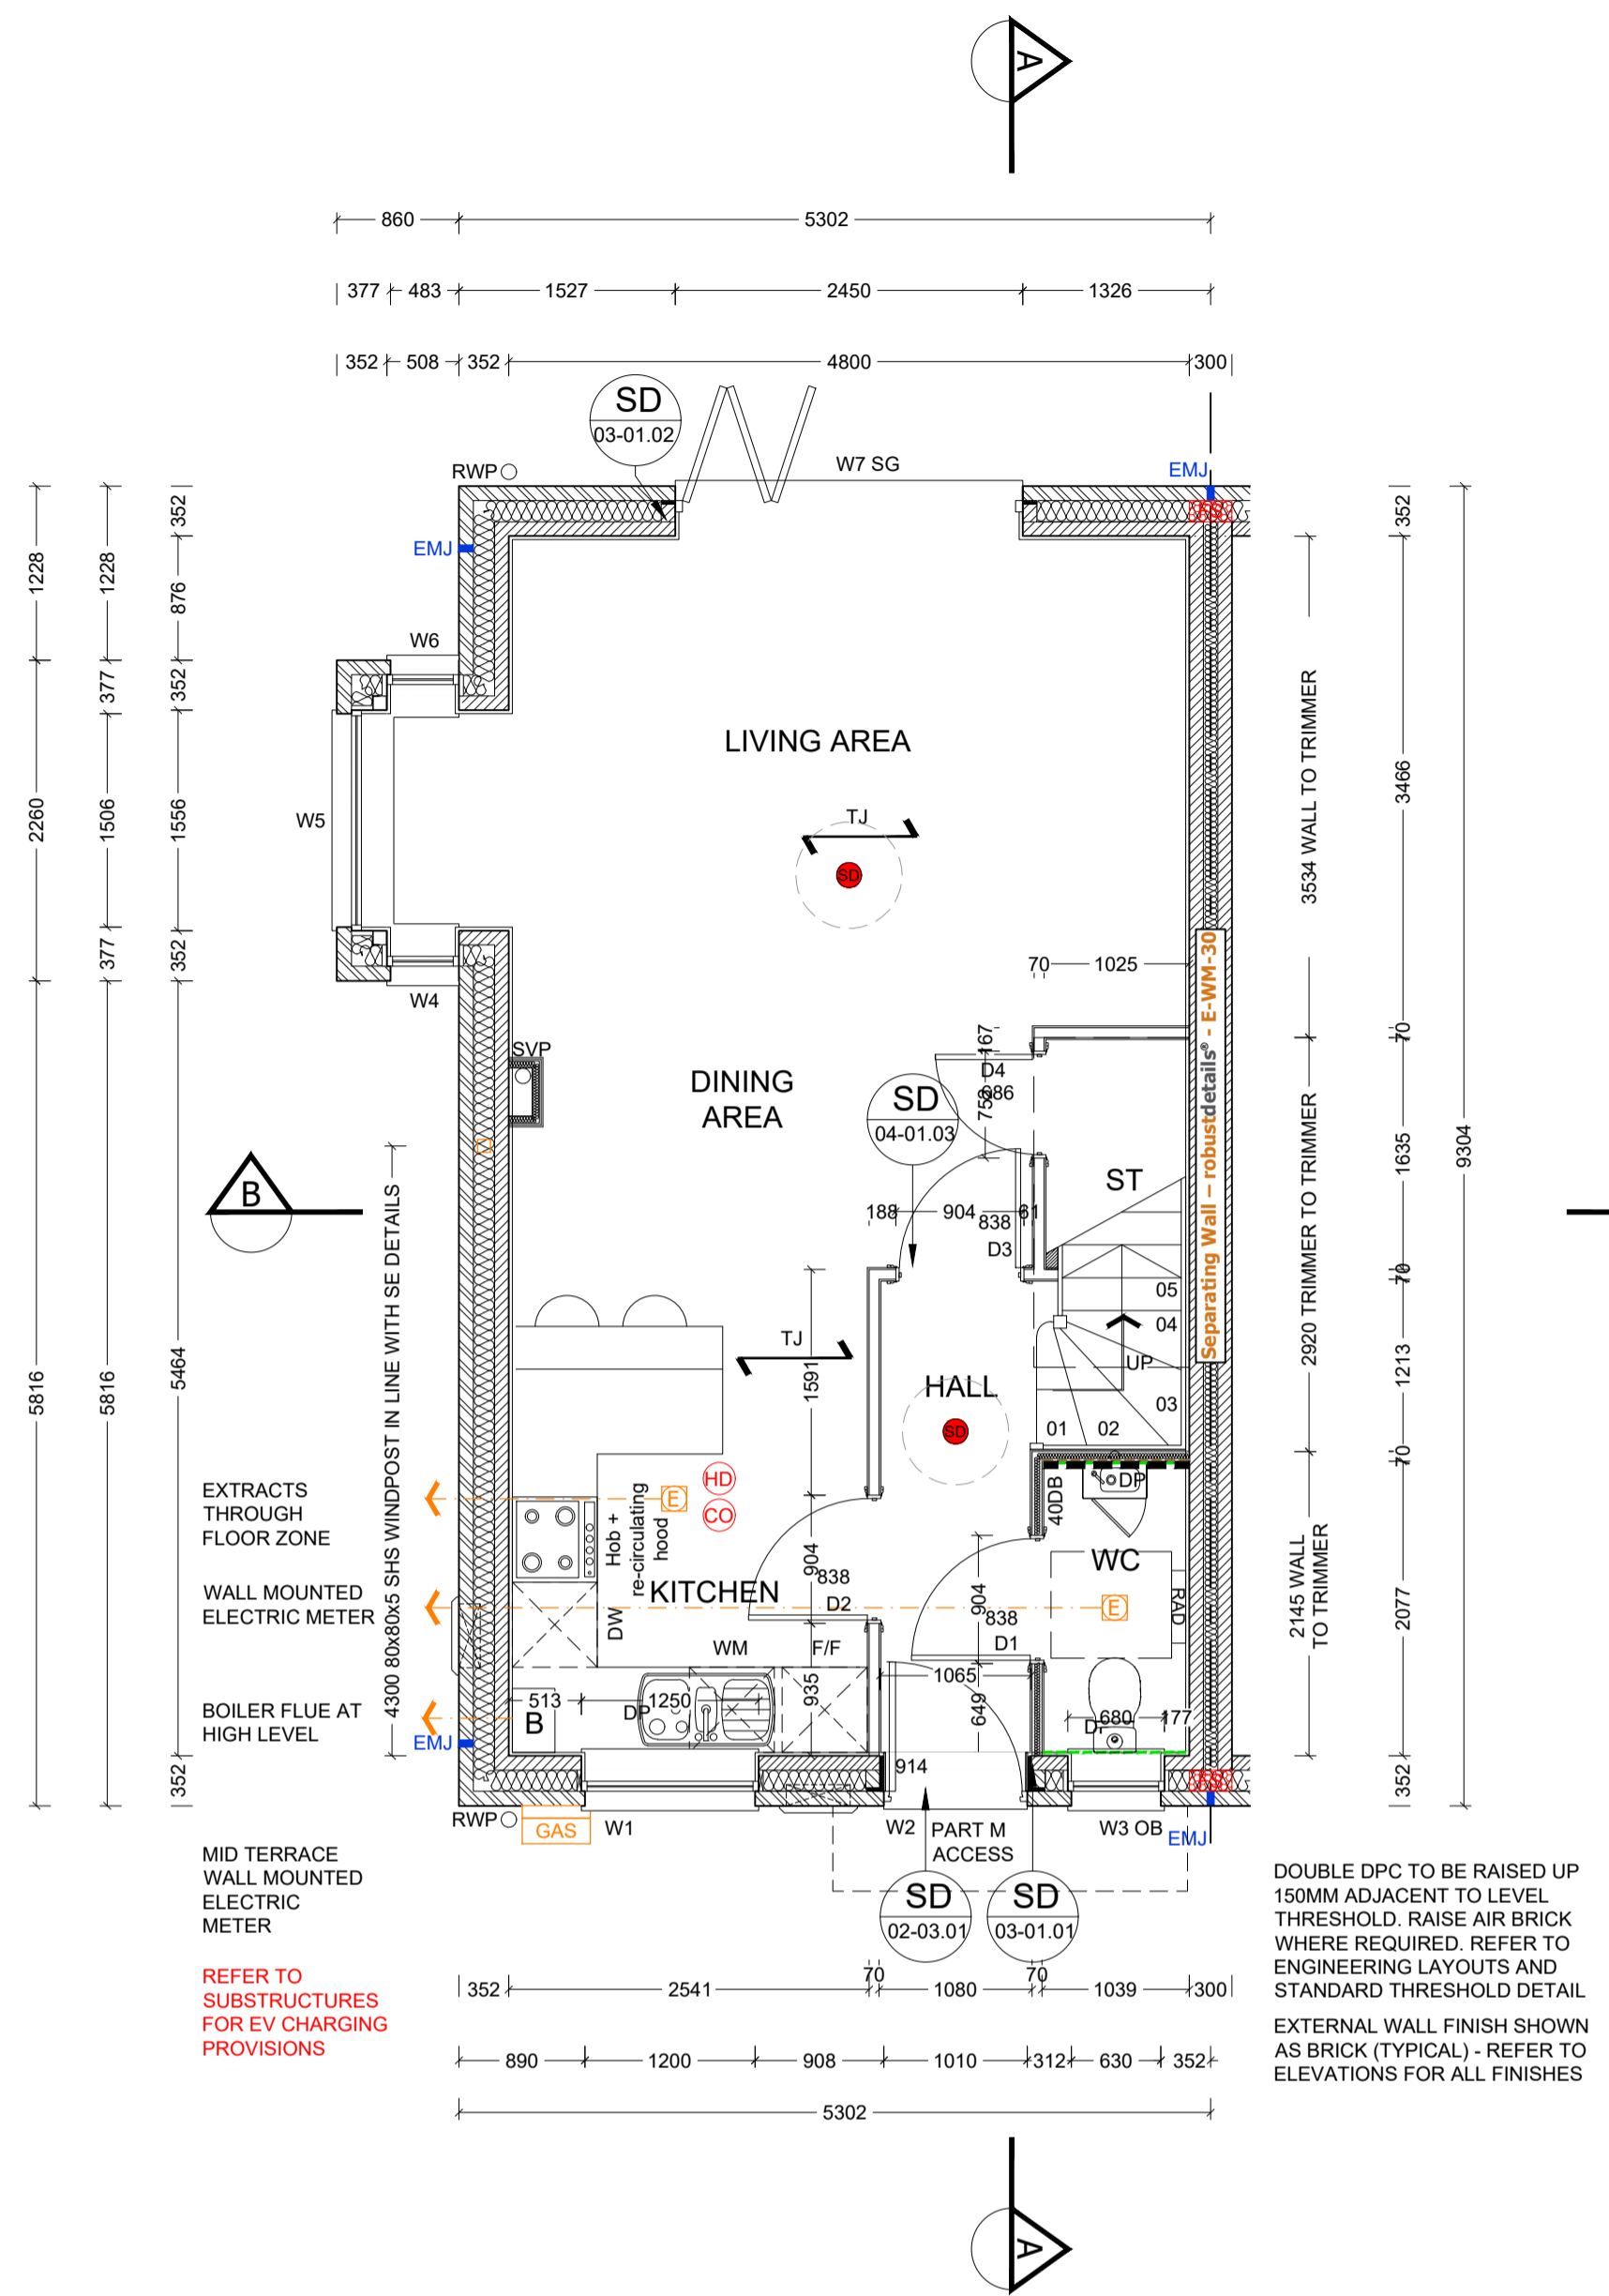 A
860
5302
377
483
1527
2450
1326
352
508
352
4800
300
SD
03-01.02
RWP
W7 SG
EMJ
FS
EMJ
352
1228
1228
876
W6
377
352
LIVING AREA
TJ
SD
W5
2260
1506
1556
377
352
W4
352
3534 WALL TO TRIMMER
3466
70
1025
70
167
SVP
D4
686
752
DINING
AREA
SD
04-01.03
ST
188
904
61
838
D3
B
Separating Wall – robustdetails® - E-WM-30
2920 TRIMMER TO TRIMMER
1635
9304
70
05
04
UP
03
02
01
TJ
1591
HALL
SD
1213
70
4300 80x80x5 SHS WINDPOST IN LINE WITH SE DETAILS
5816
5816
5464
EXTRACTS
THROUGH
FLOOR ZONE
HD
E
CO
Hob +
re-circulating
hood
40DB
DP
WC
WALL MOUNTED
ELECTRIC METER
KITCHEN
904
838
D2
904
838
D1
E
RAD
2145 WALL
TO TRIMMER
2077
DW
WM
F/F
BOILER FLUE AT
HIGH LEVEL
513
DP
1250
935
1065
649
680
177
B
EMJ
914
FS
352
352
RWP
GAS
W1
W2
PART M
ACCESS
W3 OB
EMJ
MID TERRACE
WALL MOUNTED
ELECTRIC
METER
SD
02-03.01
SD
03-01.01
REFER TO
SUBSTRUCTURES
FOR EV CHARGING
PROVISIONS
DOUBLE DPC TO BE RAISED UP
150MM ADJACENT TO LEVEL
THRESHOLD. RAISE AIR BRICK
WHERE REQUIRED. REFER TO
ENGINEERING LAYOUTS AND
STANDARD THRESHOLD DETAIL
EXTERNAL WALL FINISH SHOWN
AS BRICK (TYPICAL) - REFER TO
ELEVATIONS FOR ALL FINISHES
352
2541
70
1080
70
1039
300
890
1200
908
1010
312
630
352
5302
A